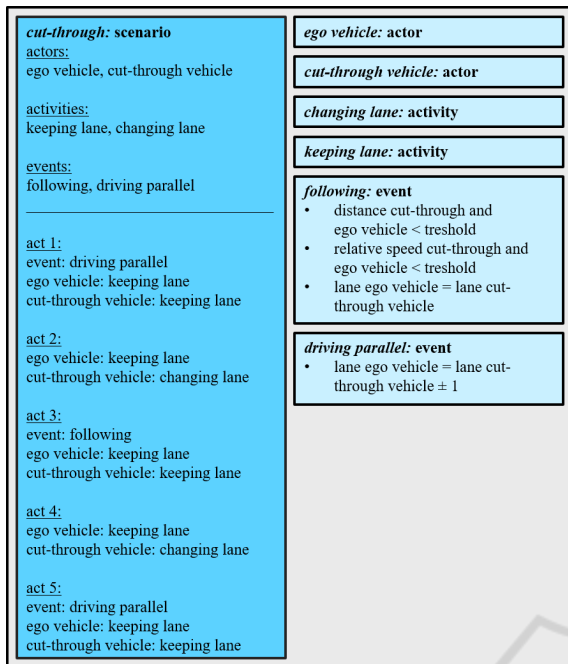 cut-through: scenario
actors:
ego vehicle, cut-through vehicle
activities:
keeping lane, changing lane
events:
following, driving parallel
act 1:
event: driving parallel
ego vehicle: keeping lane
cut-through vehicle: keeping lane
act 2:
ego vehicle: keeping lane
cut-through vehicle: changing lane
act 3:
event: following
ego vehicle: keeping lane
cut-through vehicle: keeping lane
act 4:
ego vehicle: keeping lane
cut-through vehicle: changing lane
act 5:
event: driving parallel
ego vehicle: keeping lane
cut-through vehicle: keeping lane
ego vehicle: actor
cut-through vehicle: actor
changing lane: activity
keeping lane: activity
following: event
• distance cut-through and
ego vehicle < treshold
• relative speed cut-through and
ego vehicle < treshold
• lane ego vehicle = lane cut-
through vehicle
driving parallel: event
• lane ego vehicle = lane cut-
through vehicle ± 1